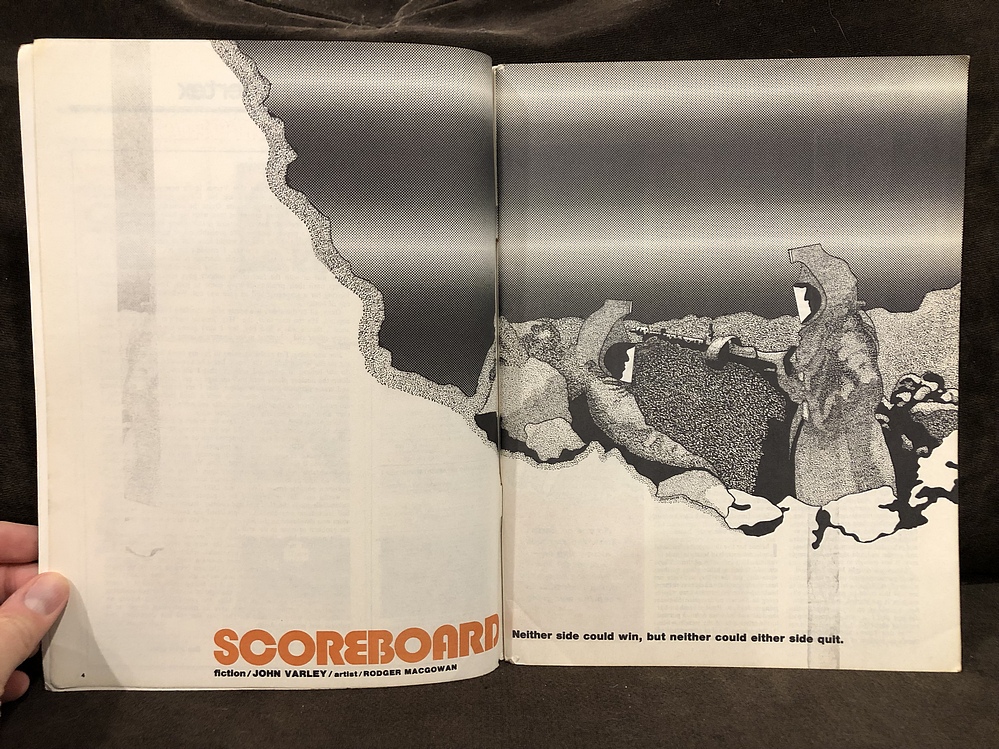 SCOREBOARD
fiction/JOHN VARLEY/artist/RODGER MACGOWAN
4
Neither side could win, but neither could either side quit.